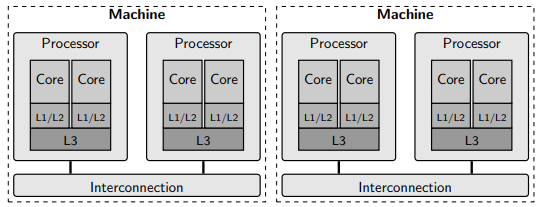 Machine Machine
Processor Processor Processor Processor
Core Core Core Core Core Core Core Core
L1/L2 L1/L2 L1/L2 L1/L2 L1/L2 L1/L2 L1/L2 L1/L2
L3 L3 L3 L3
Interconnection Interconnection